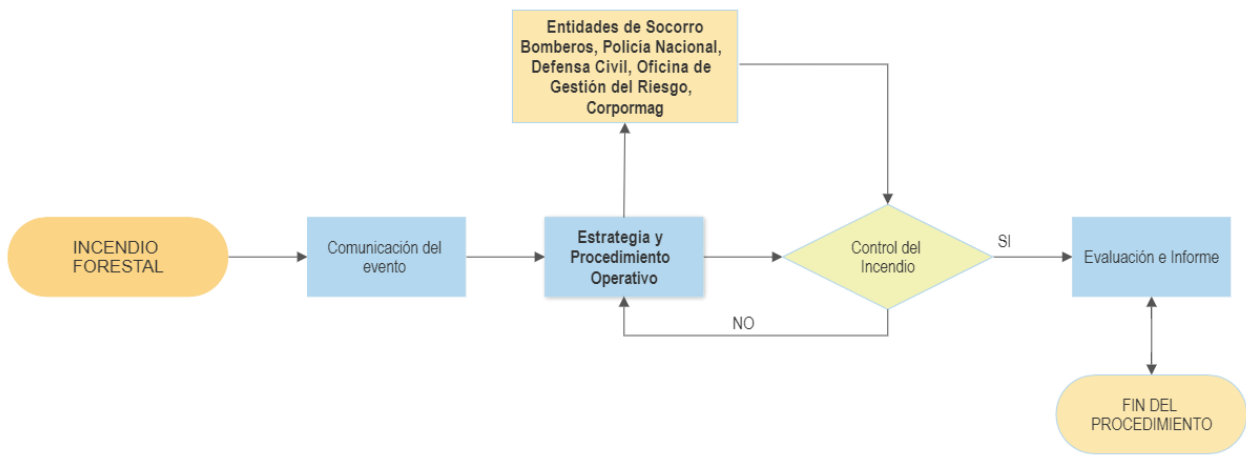 Entidades de Socorro
Bomberos, Policía Nacional,
Defensa Civil, Oficina de
Gestión del Riesgo,
Corpormag
INCENDIO
FORESTAL
Comunicación del
evento
Estrategia y
Procedimiento
Operativo
Control del
Incendio
SI
Evaluación e Informe
NO
FIN DEL
PROCEDIMIENTO